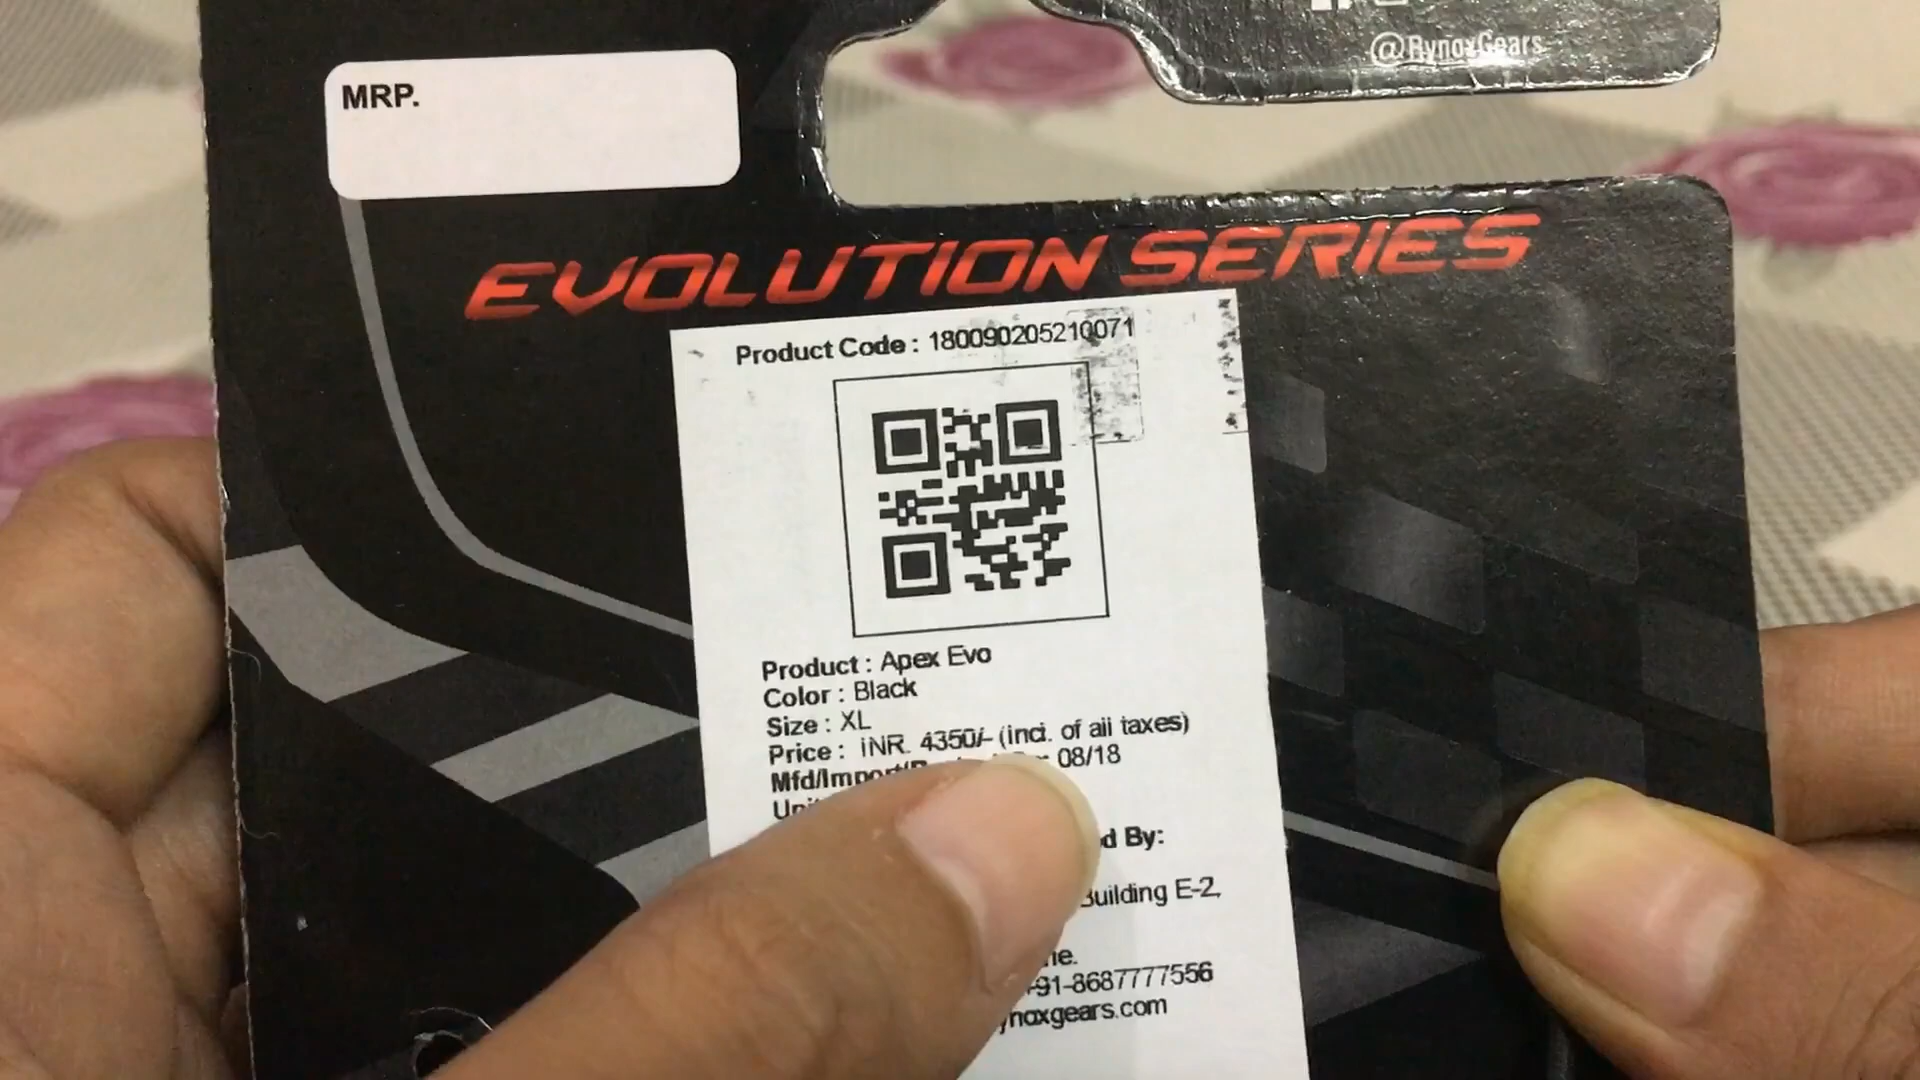 @RynoxGears
MRP.
EVOLUTION SERIES
Product Code : 180090205210071
Product : Apex Evo
Color : Black
Size : XL
Price : INR. 4350/- (incl. of all taxes)
Mfd/Import/ 08/18
d By:
Building E-2,
ne.
+91-8687777556
ynoxgears.com